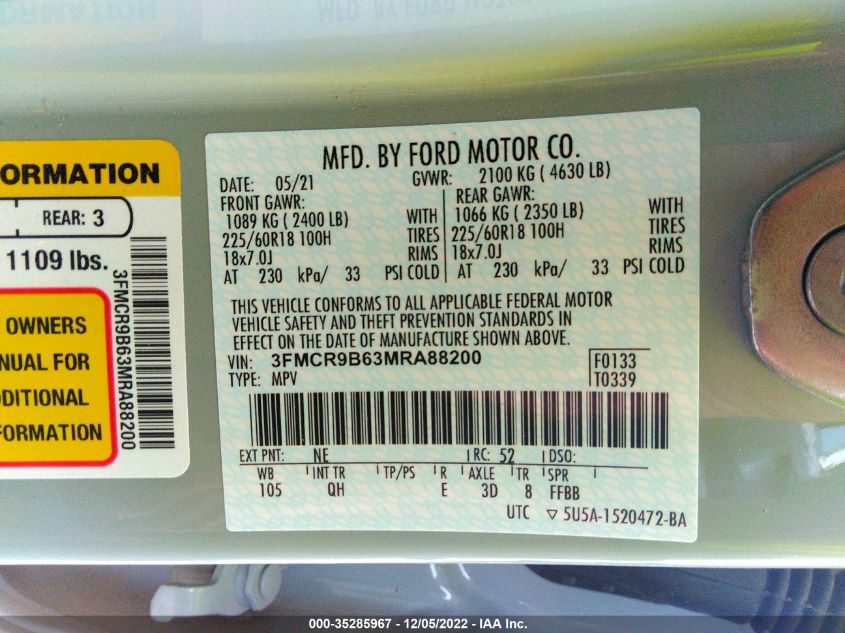 MFD. BY FORD MOTOR CO.
DATE: 05/21 GVWR: 2100 KG ( 4630 LB)
FRONT GAWR: REAR GAWR:
1089 KG ( 2400 LB) WITH 1066 KG ( 2350 LB) WITH
225/60R18 100H TIRES 225/60R18 100H TIRES
18x7.0J RIMS 18x7.0J RIMS
AT 230 kPa/ 33 PSI COLD AT 230 kPa/ 33 PSI COLD
THIS VEHICLE CONFORMS TO ALL APPLICABLE FEDERAL MOTOR
VEHICLE SAFETY AND THEFT PREVENTION STANDARDS IN
EFFECT ON THE DATE OF MANUFACTURE SHOWN ABOVE.
VIN: 3FMCR9B63MRA88200 F0133
TYPE: MPV T0339
EXT PNT: NE RC: 52 DSO:
WB INT TR TP/PS R AXLE TR SPR
105 QH E 3D 8 FFBB
UTC ▽ 5U5A-1520472-BA
ORMATION
REAR: 3
1109 lbs.
3FMCR9B63MRA88200
OWNERS
NUAL FOR
DITIONAL
FORMATION
000-35285967 - 12/05/2022 - IAA Inc.